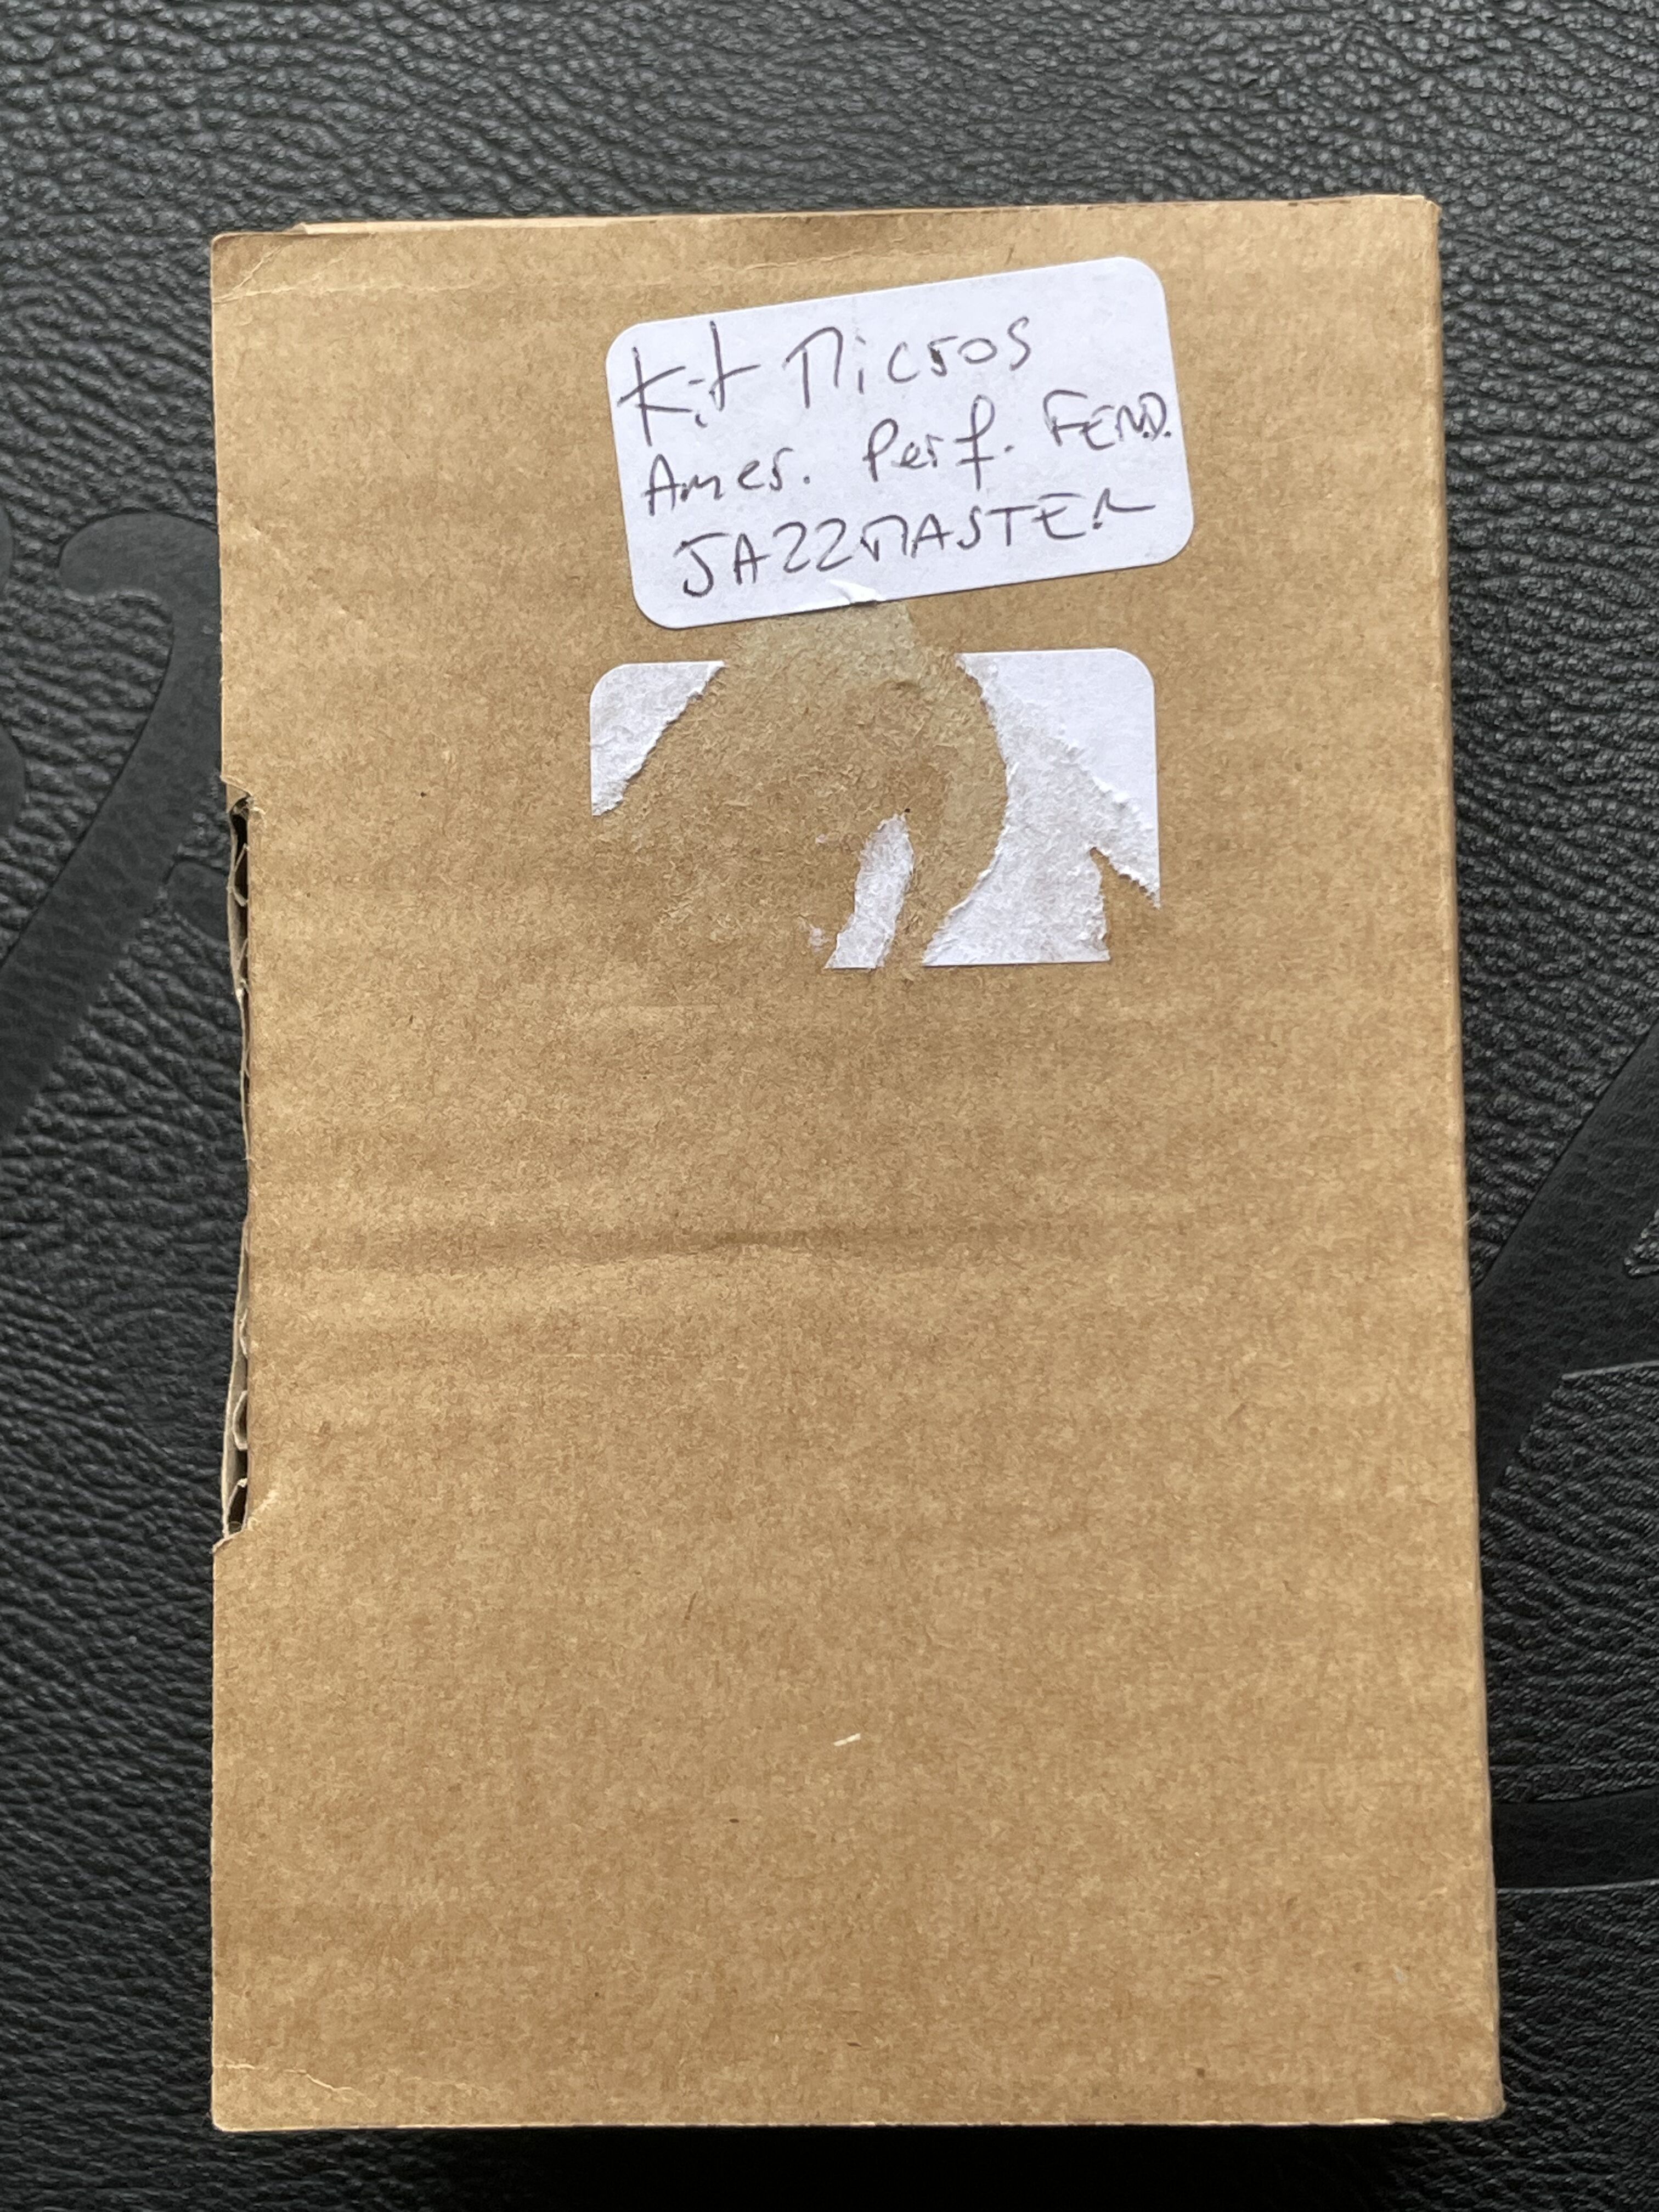 Kit Micros
Amer. Perf. FEND.
JAZZMASTER